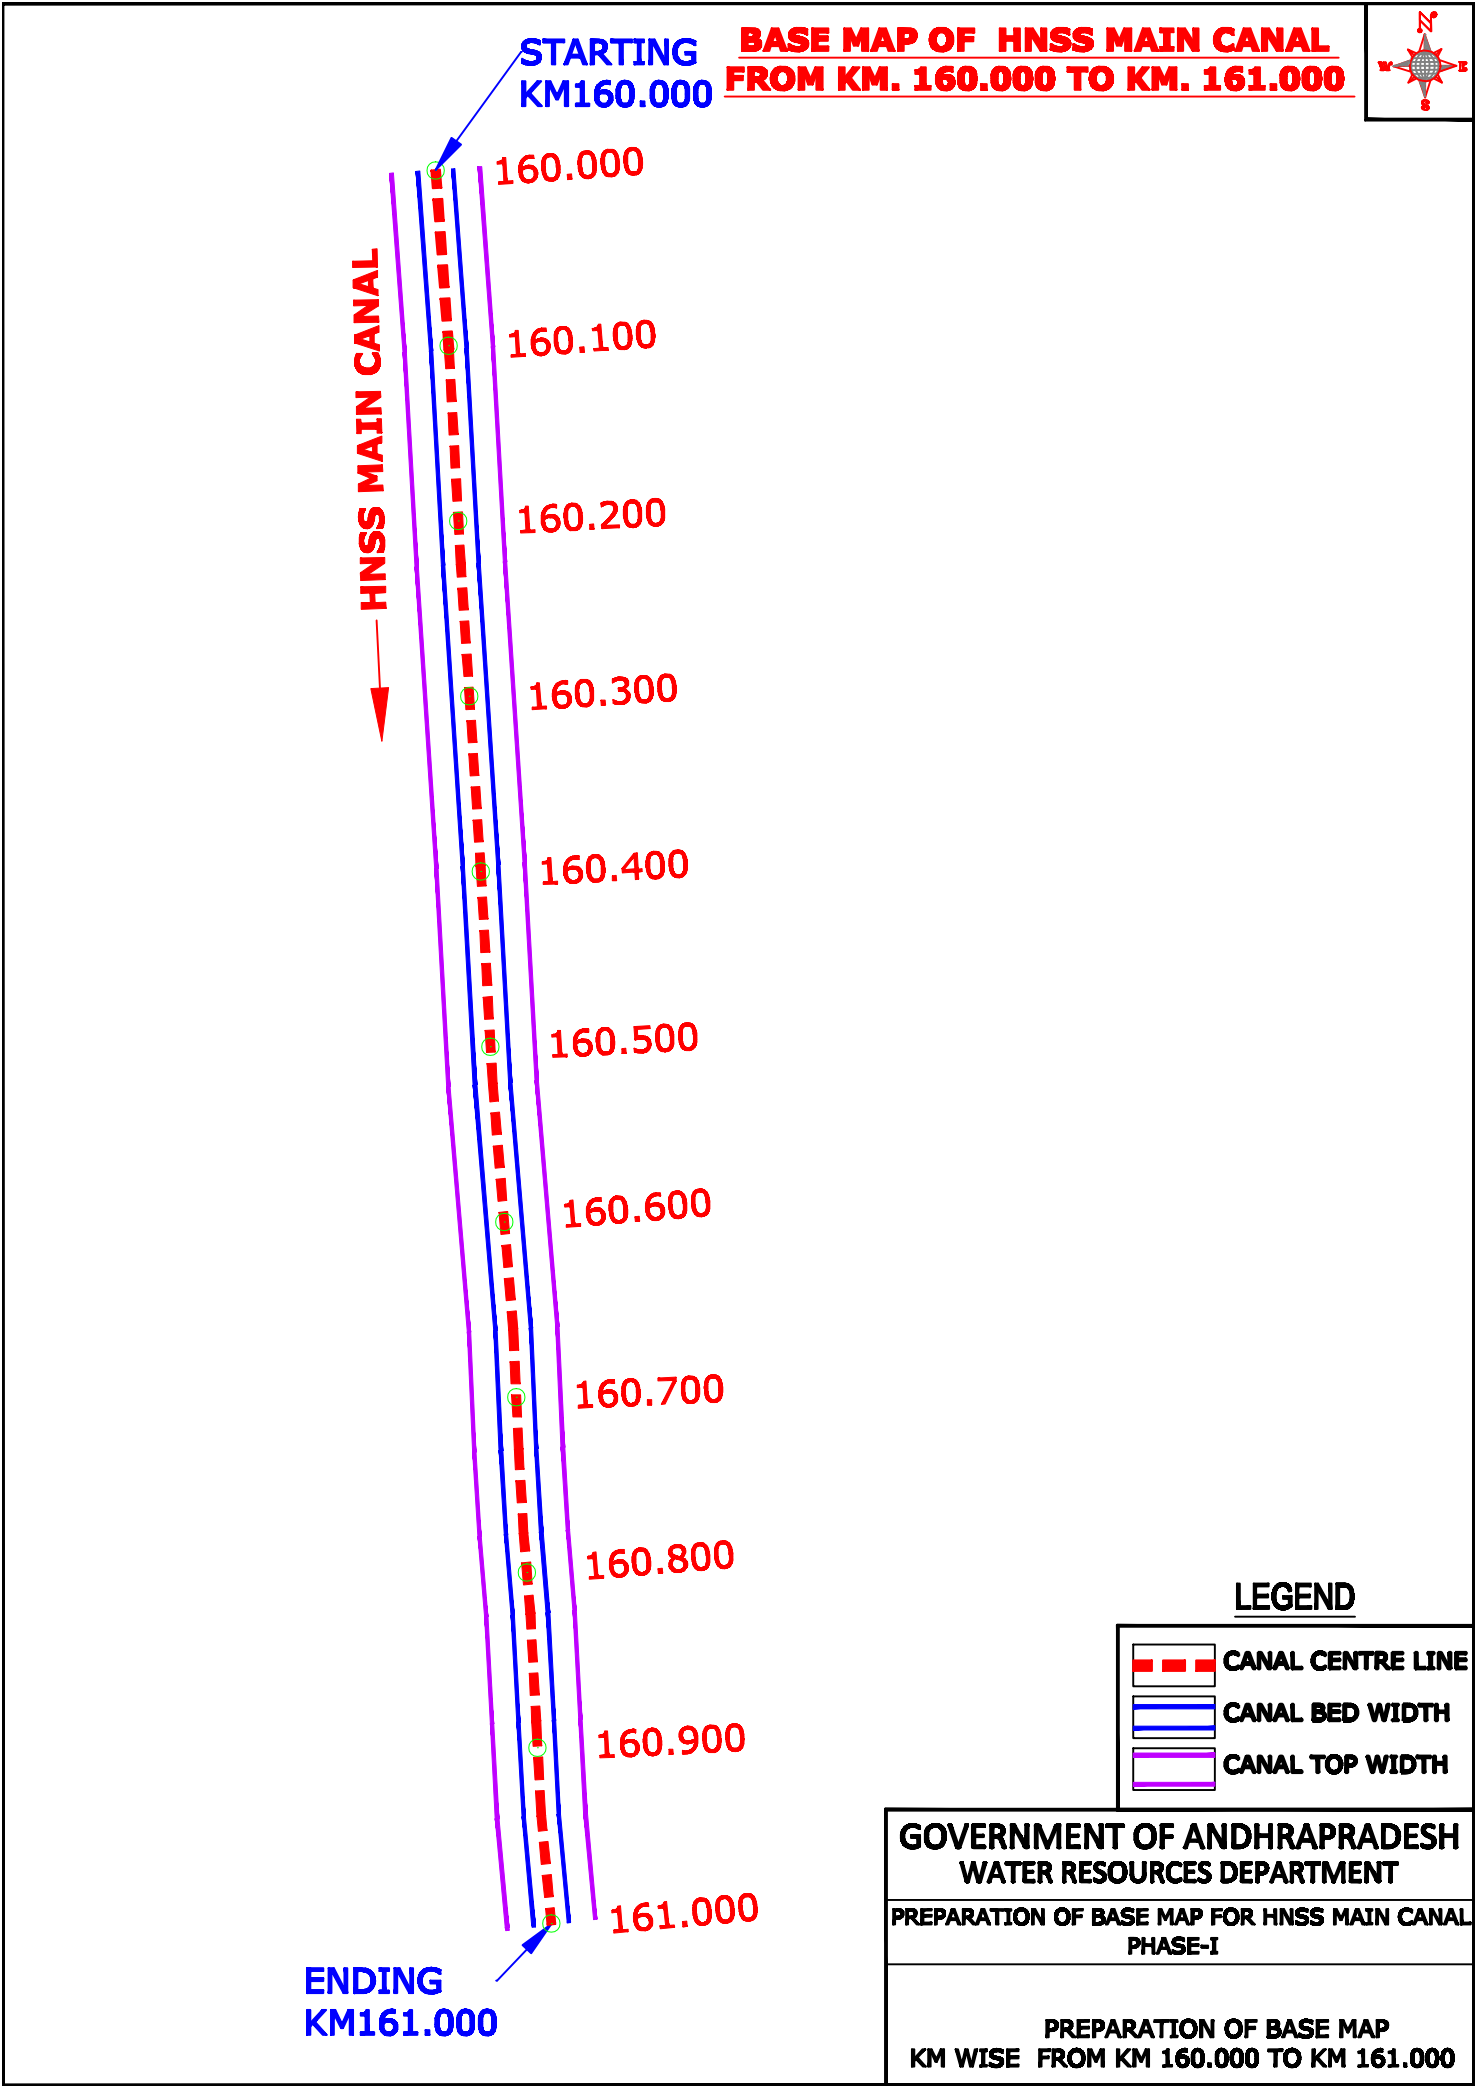 STARTING
KM160.000
BASE MAP OF HNSS MAIN CANAL
FROM KM. 160.000 TO KM. 161.000
N
W
E
S
160.000
HNSS MAIN CANAL
160.100
160.200
160.300
160.400
160.500
160.600
160.700
160.800
160.900
161.000
ENDING
KM161.000
LEGEND
CANAL CENTRE LINE
CANAL BED WIDTH
CANAL TOP WIDTH
GOVERNMENT OF ANDHRAPRADESH
WATER RESOURCES DEPARTMENT
PREPARATION OF BASE MAP FOR HNSS MAIN CANAL
PHASE-I
PREPARATION OF BASE MAP
KM WISE FROM KM 160.000 TO KM 161.000